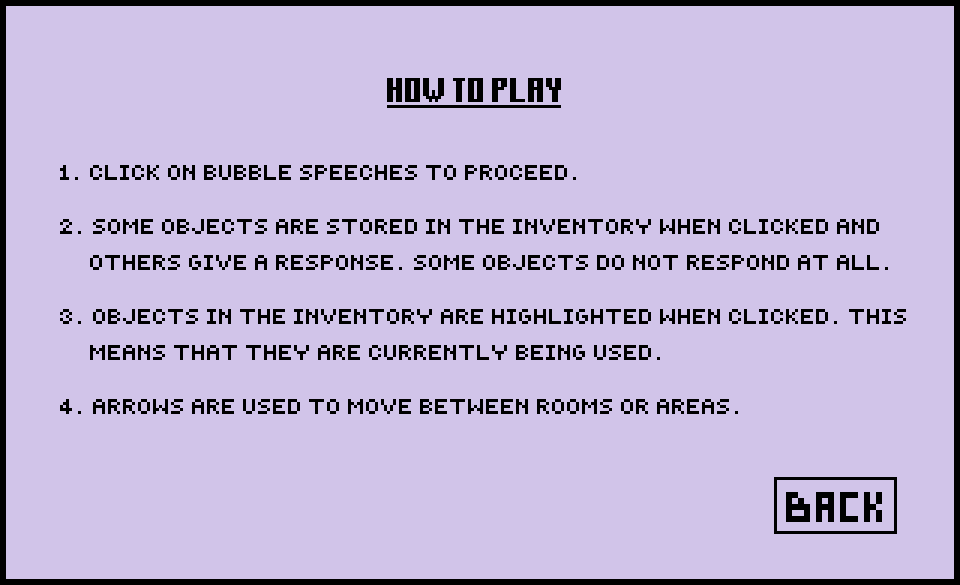 HOW TO PLAY
1. CLICK ON BUBBLE SPEECHES TO PROCEED.
2. SOME OBJECTS ARE STORED IN THE INVENTORY WHEN CLICKED AND
OTHERS GIVE A RESPONSE. SOME OBJECTS DO NOT RESPOND AT ALL.
3. OBJECTS IN THE INVENTORY ARE HIGHLIGHTED WHEN CLICKED. THIS
MEANS THAT THEY ARE CURRENTLY BEING USED.
4. ARROWS ARE USED TO MOVE BETWEEN ROOMS OR AREAS.
BACK